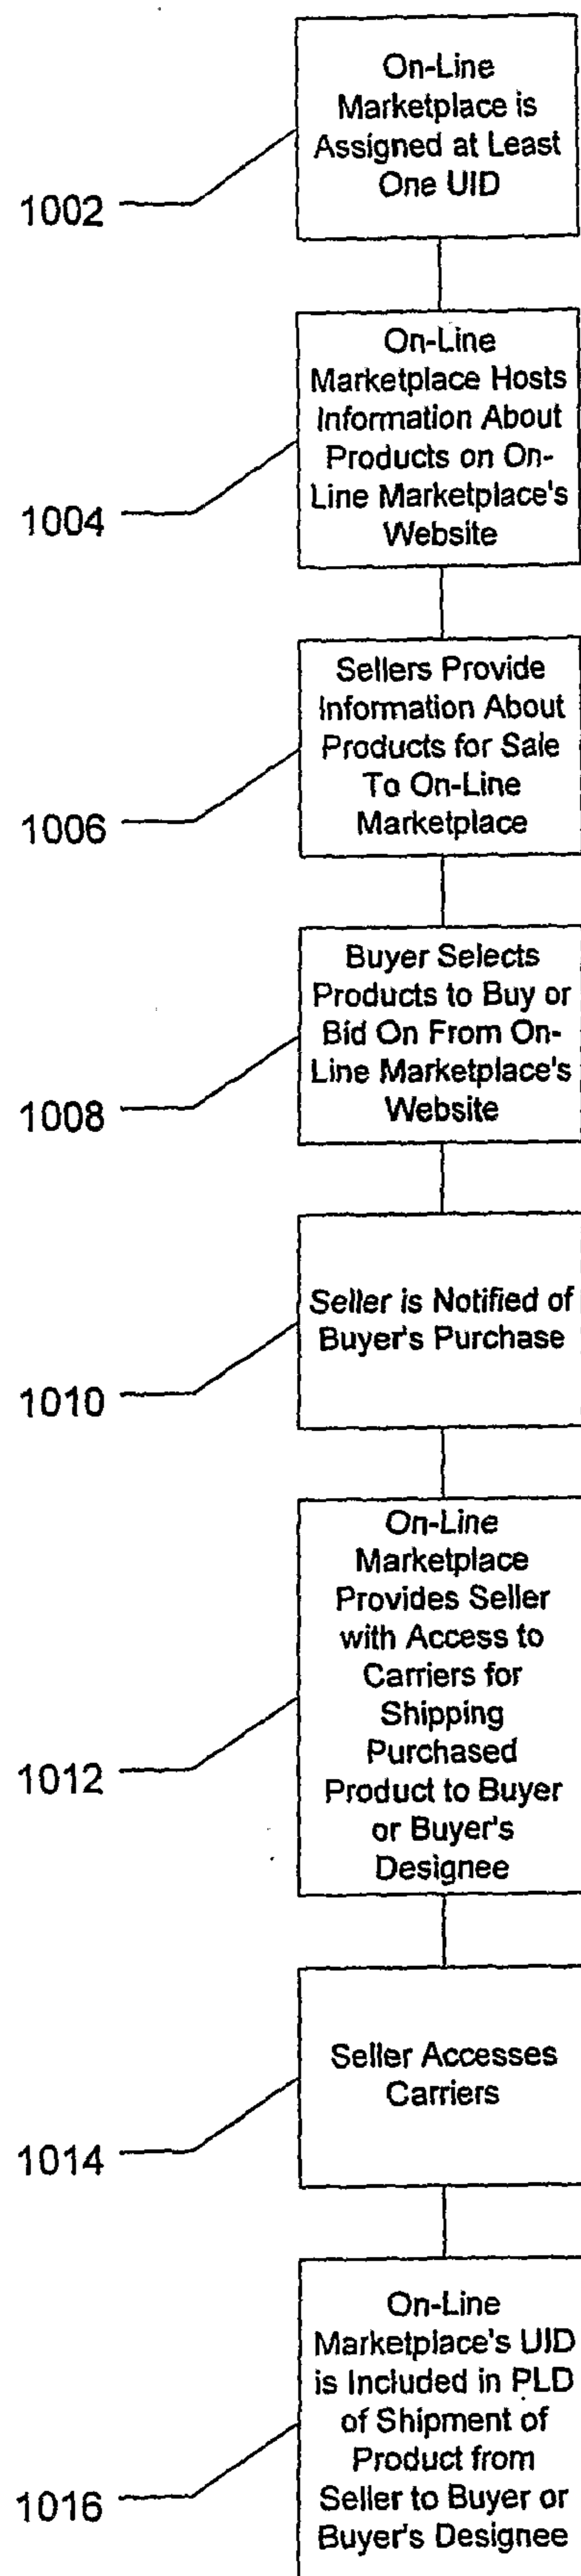 On-Line
Marketplace is
Assigned at Least
One UID
1002
On-Line
Marketplace Hosts
Information About
Products on On-
Line Marketplace's
Website
1004
Sellers Provide
Information About
Products for Sale
To On-Line
Marketplace
1006
Buyer Selects
Products to Buy or
Bid On From On-
Line Marketplace's
Website
1008
Seller is Notified of
Buyer's Purchase
1010
On-Line
Marketplace
Provides Seller
with Access to
Carriers for
Shipping
Purchased
Product to Buyer
or Buyer's
Designee
1012
Seller Accesses
Carriers
1014
On-Line
Marketplace's UID
is Included in PLD
of Shipment of
Product from
Seller to Buyer or
Buyer's Designee
1016